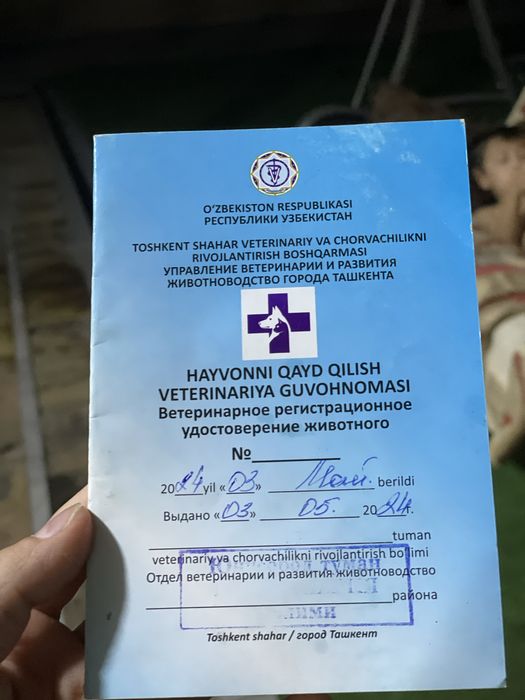 O‘ZBEKISTON RESPUBLIKASI
РЕСПУБЛИКИ УЗБЕКИСТАН
TOSHKENT SHAHAR VETERINARIY VA CHORVACHILIKNI
RIVOJLANTIRISH BOSHQARMASI
УПРАВЛЕНИЕ ВЕТЕРИНАРИИ И РАЗВИТИЯ
ЖИВОТНОВОДСТВО ГОРОДА ТАШКЕНТА
HAYVONNI QAYD QILISH
VETERINARIYA GUVOHNOMASI
Ветеринарное регистрационное
удостоверение животного
№
2024 yil «03» Май. berildi
Выдано «03» 05. 2024г.
tuman
veterinariy va chorvachilikni rivojlantirish bo‘limi
Отдел ветеринарии и развития животноводство
района
туман
Toshkent shahar / город Ташкент